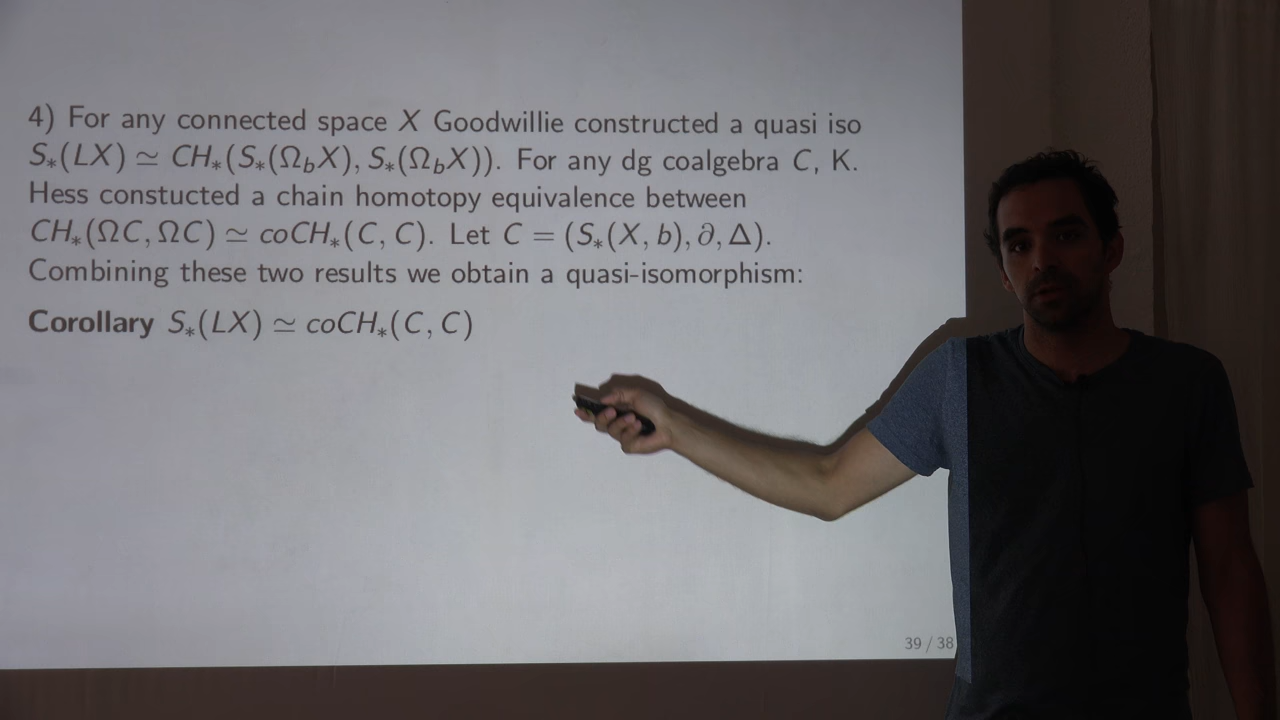 4) For any connected space X Goodwillie constructed a quasi iso
S∗(LX) ≃ CH∗(S∗(Ω_bX), S∗(Ω_bX)). For any dg coalgebra C, K.
Hess constucted a chain homotopy equivalence between
CH∗(ΩC, ΩC) ≃ coCH∗(C, C). Let C = (S∗(X, b), ∂, Δ).
Combining these two results we obtain a quasi-isomorphism:
Corollary S∗(LX) ≃ coCH∗(C, C)
39 / 38